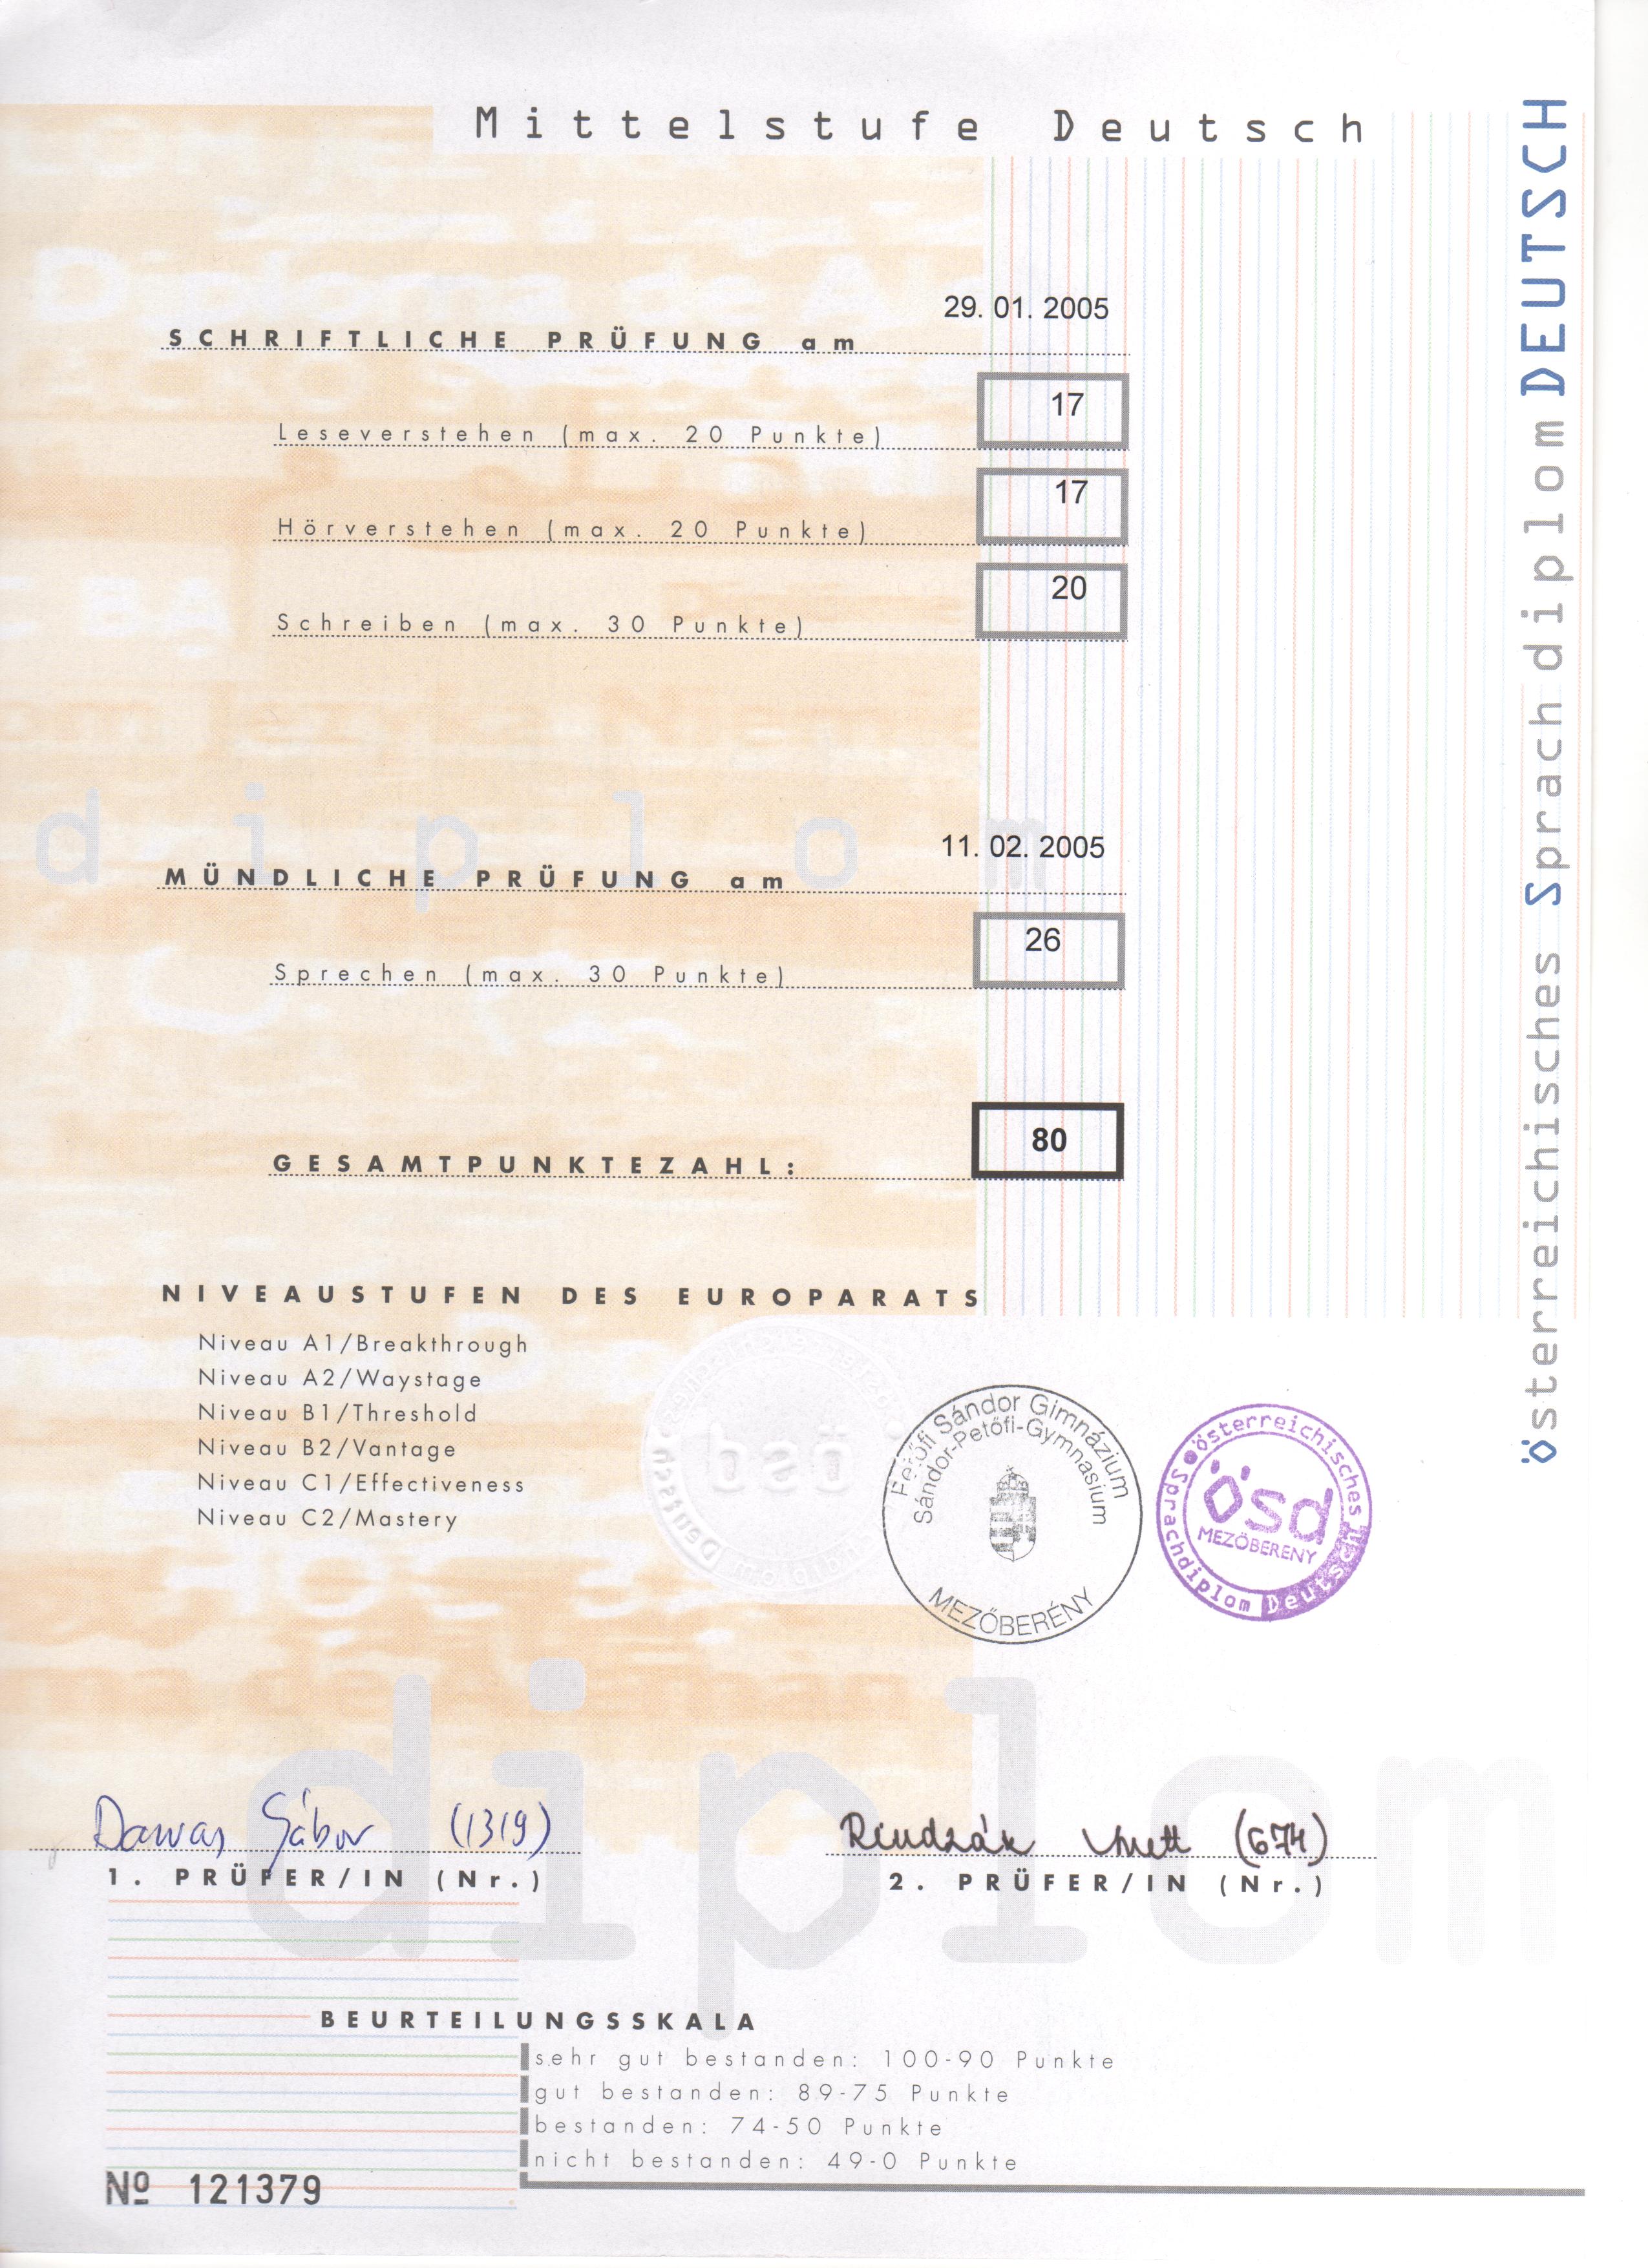 Mittelstufe Deutsch
29. 01. 2005
SCHRIFTLICHE PRÜFUNG am
17
Leseverstehen (max. 20 Punkte)
17
Hörverstehen (max. 20 Punkte)
20
Schreiben (max. 30 Punkte)
diplom
11. 02. 2005
MÜNDLICHE PRÜFUNG am
26
Sprechen (max. 30 Punkte)
80
GESAMTPUNKTEZAHL:
NIVEAUSTUFEN DES EUROPARATS
Niveau A1/Breakthrough
Niveau A2/Waystage
Niveau B1/Threshold
Niveau B2/Vantage
Niveau C1/Effectiveness
Niveau C2/Mastery
Petőfi Sándor Gimnázium
Sándor-Petőfi-Gymnasium
MEZŐBERÉNY
österreichisches
ösd
MEZŐBERÉNY
Sprachdiplom Deutsch
diplom
Gábor (1319)
(674)
1. PRÜFER/IN (Nr.)
2. PRÜFER/IN (Nr.)
BEURTEILUNGSSKALA
sehr gut bestanden: 100-90 Punkte
gut bestanden: 89-75 Punkte
bestanden: 74-50 Punkte
nicht bestanden: 49-0 Punkte
Nº 121379
österreichisches Sprachdiplom DEUTSCH